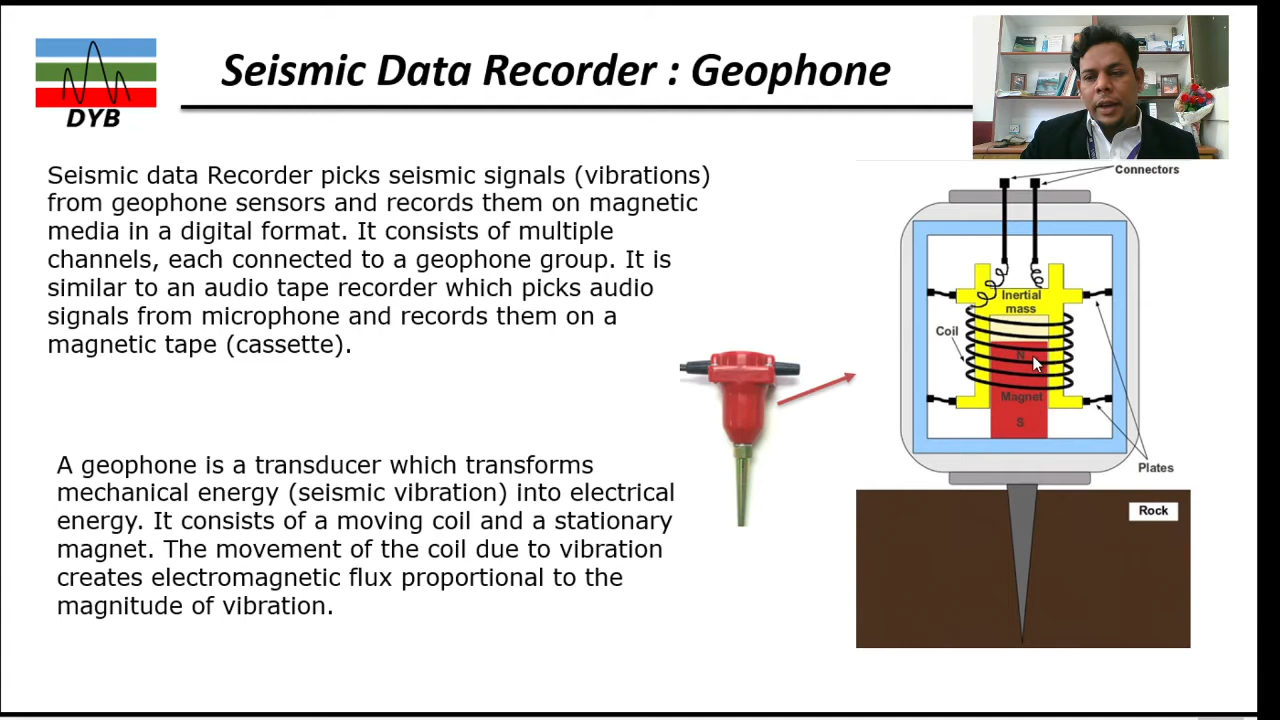 Seismic Data Recorder : Geophone
DYB
Seismic data Recorder picks seismic signals (vibrations)
from geophone sensors and records them on magnetic
media in a digital format. It consists of multiple
channels, each connected to a geophone group. It is
similar to an audio tape recorder which picks audio
signals from microphone and records them on a
magnetic tape (cassette).
A geophone is a transducer which transforms
mechanical energy (seismic vibration) into electrical
energy. It consists of a moving coil and a stationary
magnet. The movement of the coil due to vibration
creates electromagnetic flux proportional to the
magnitude of vibration.
Connectors
Inertial
mass
Coil
N
Magnet
S
Plates
Rock